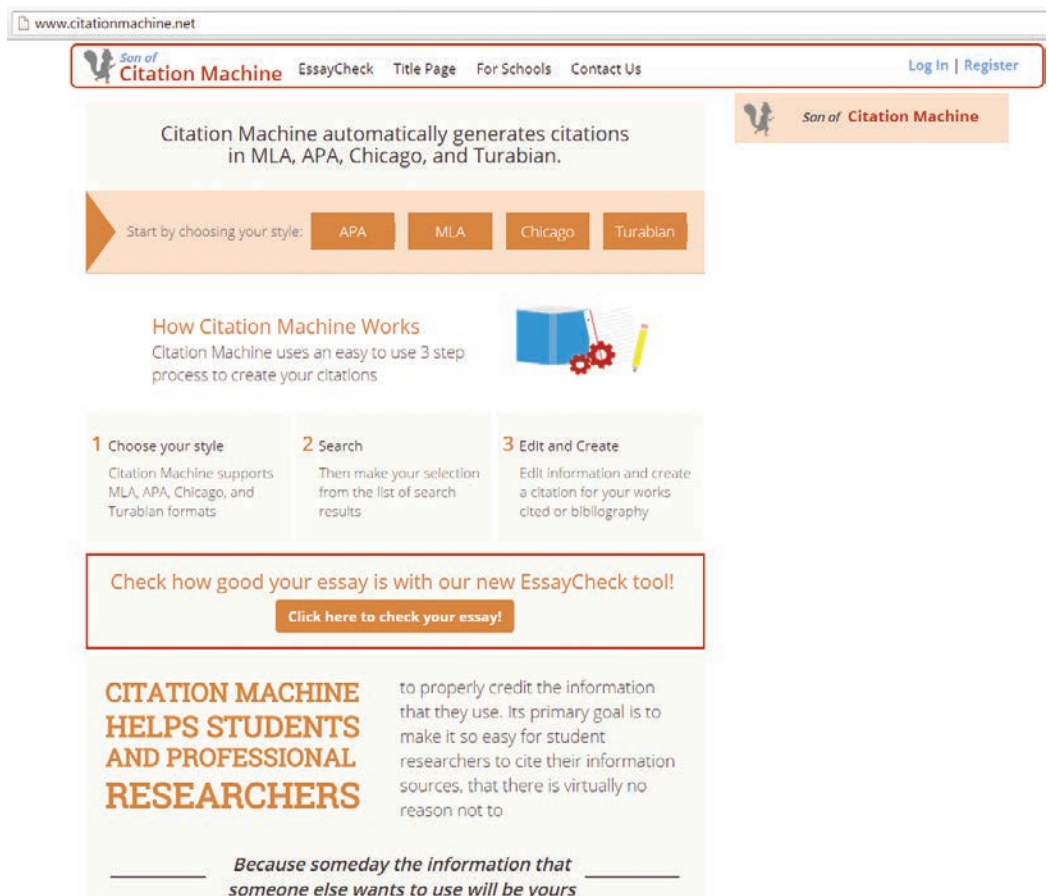 www.citationmachine.net
Son of
Citation Machine EssayCheck Title Page For Schools Contact Us Log In | Register
Son of Citation Machine
Citation Machine automatically generates citations
in MLA, APA, Chicago, and Turabian.
Start by choosing your style: APA MLA Chicago Turabian
How Citation Machine Works
Citation Machine uses an easy to use 3 step
process to create your citations
1 Choose your style
Citation Machine supports
MLA, APA, Chicago, and
Turabian formats
2 Search
Then make your selection
from the list of search
results
3 Edit and Create
Edit information and create
a citation for your works
cited or bibliography
Check how good your essay is with our new EssayCheck tool!
Click here to check your essay!
CITATION MACHINE
HELPS STUDENTS
AND PROFESSIONAL
RESEARCHERS
to properly credit the information
that they use. Its primary goal is to
make it so easy for student
researchers to cite their information
sources, that there is virtually no
reason not to
Because someday the information that
someone else wants to use will be yours